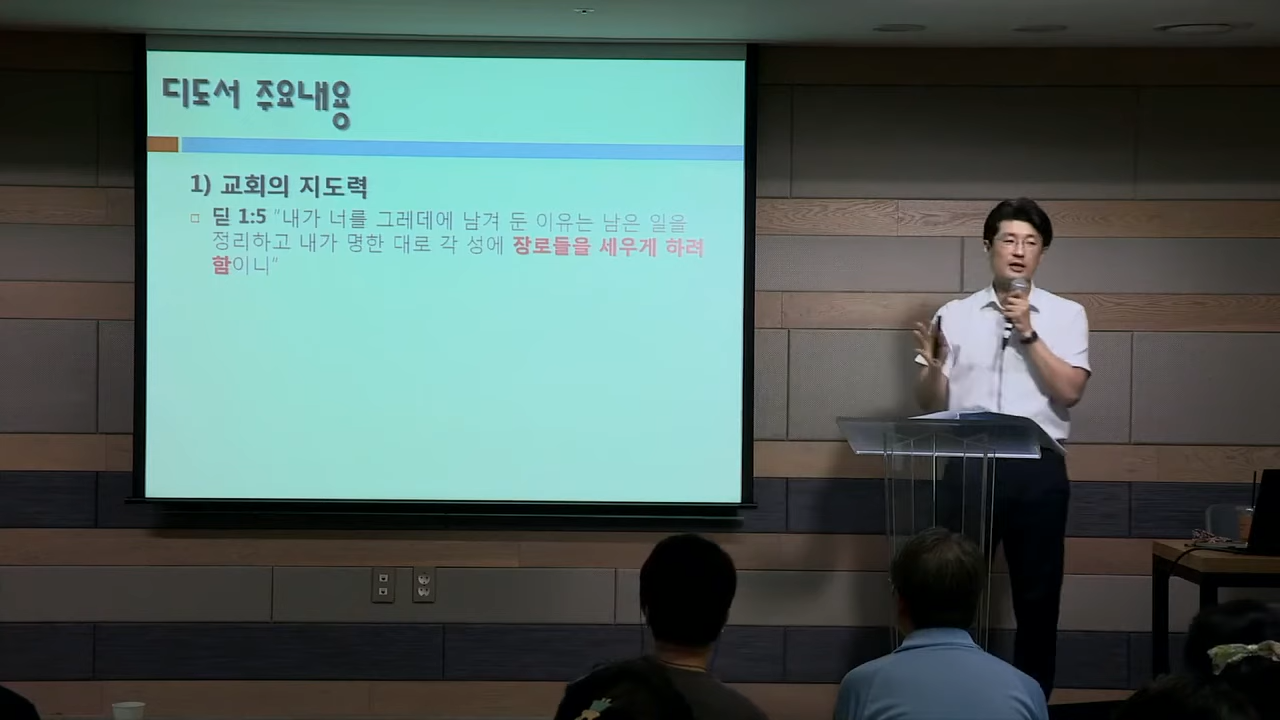 디도서 주요내용
1) 교회의 지도력
딛 1:5 "내가 너를 그레데에 남겨 둔 이유는 남은 일을
정리하고 내가 명한 대로 각 성에 장로들을 세우게 하려
함이니"